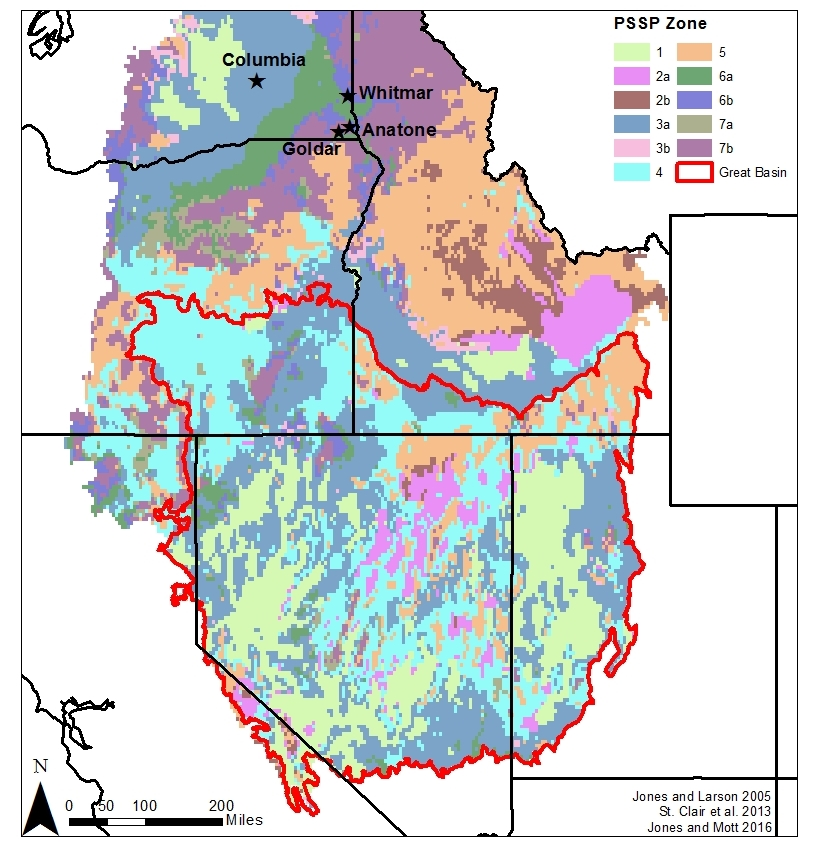 PSSP Zone
1
5
2a
6a
2b
6b
3a
7a
3b
7b
4
Great Basin
Columbia
Whitmar
Anatone
Goldar
N
0 50 100 200
Miles
Jones and Larson 2005
St. Clair et al. 2013
Jones and Mott 2016